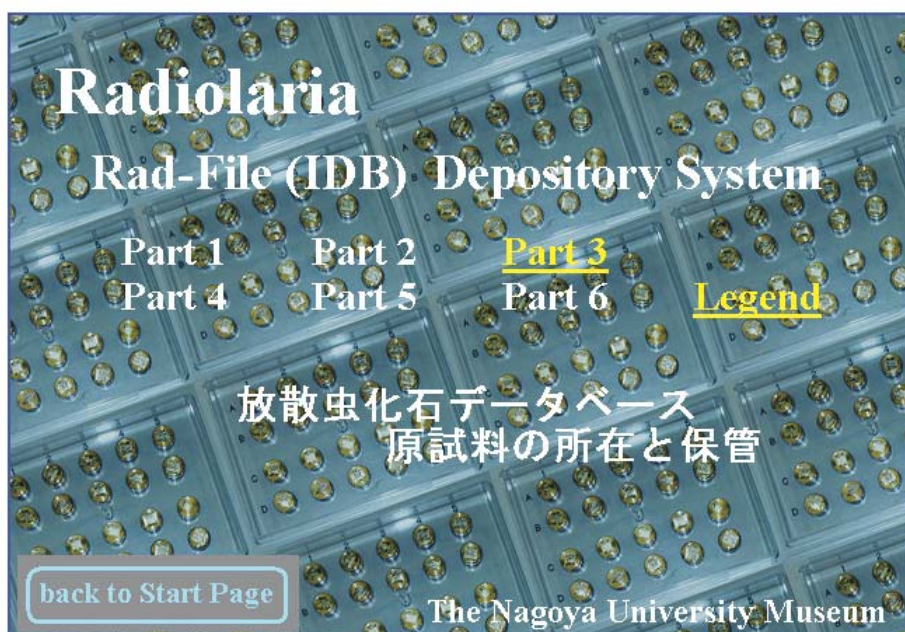 Radiolaria
Rad-File (IDB) Depository System
Part 1 Part 2 Part 3
Part 4 Part 5 Part 6 Legend
放散虫化石データベース
原試料の所在と保管
back to Start Page
The Nagoya University Museum